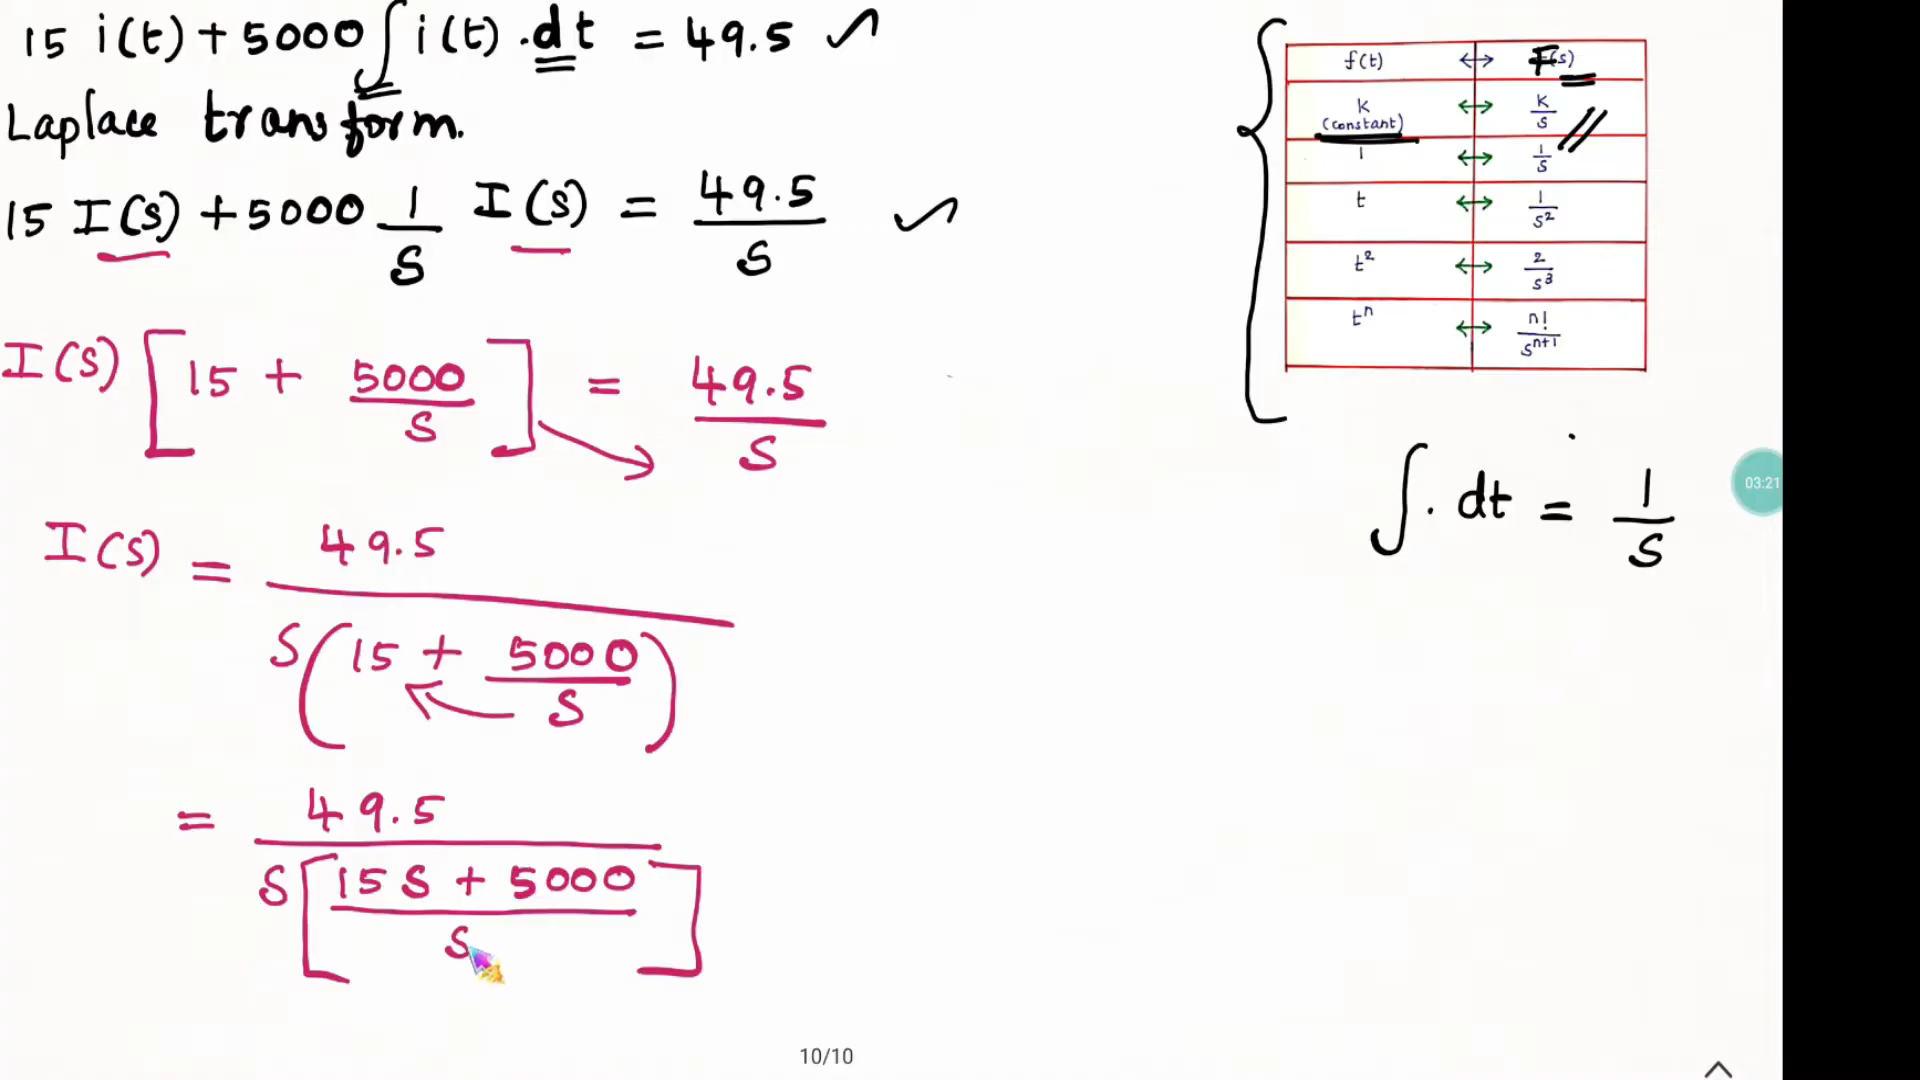 15 i(t) + 5000 ∫ i(t) . dt = 49.5
Laplace transform.
15 I(s) + 5000 1/s I(s) = 49.5/s
I(s) [15 + 5000/s] = 49.5/s
I(s) = 49.5 / s(15 + 5000/s)
= 49.5 / s[(15s + 5000)/s]
f(t) ↔ F(s)
k (constant) ↔ k/s
1 ↔ 1/s
t ↔ 1/s²
t² ↔ 2/s³
tⁿ ↔ n!/sⁿ⁺¹
∫. dt = 1/s
03:21
10/10